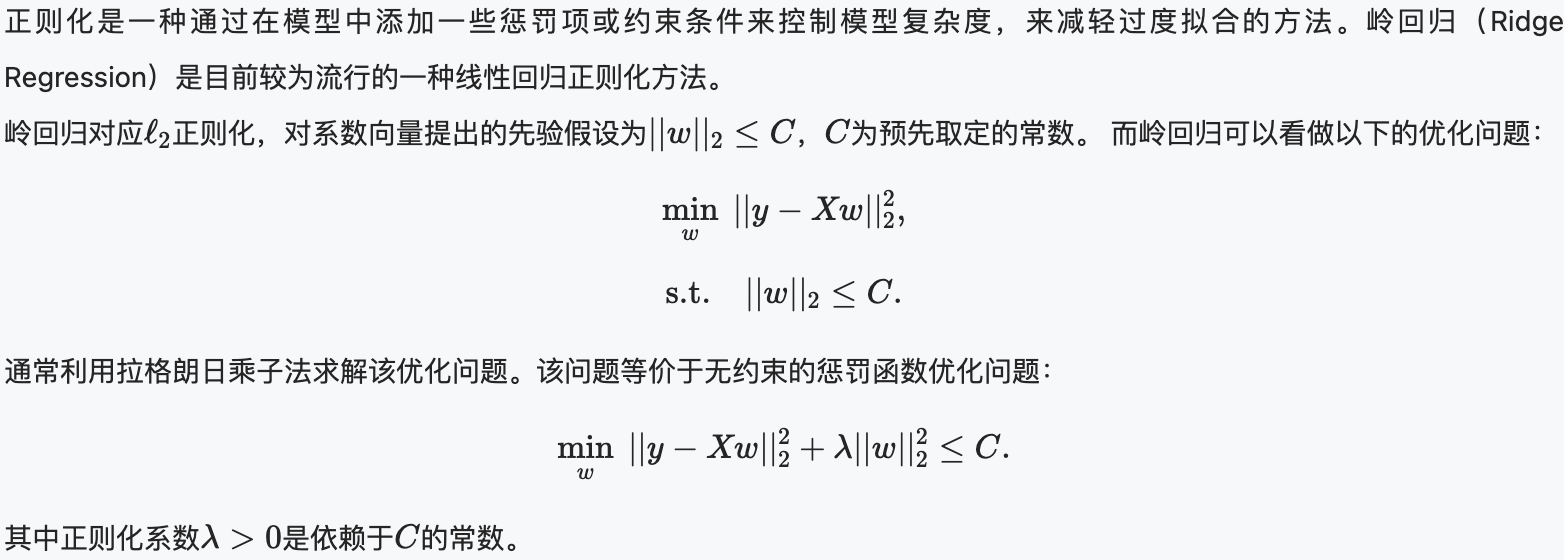 正则化是一种通过在模型中添加一些惩罚项或约束条件来控制模型复杂度，来减轻过度拟合的方法。岭回归（Ridge
Regression）是目前较为流行的一种线性回归正则化方法。
岭回归对应$\ell_2$正则化，对系数向量提出的先验假设为$||w||_2 \leq C$，$C$为预先取定的常数。 而岭回归可以看做以下的优化问题：
$$\min_w ||y - Xw||_2^2,$$
$$\text{s.t.} \quad ||w||_2 \leq C.$$
通常利用拉格朗日乘子法求解该优化问题。该问题等价于无约束的惩罚函数优化问题：
$$\min_w ||y - Xw||_2^2 + \lambda||w||_2^2 \leq C.$$
其中正则化系数$\lambda > 0$是依赖于$C$的常数。